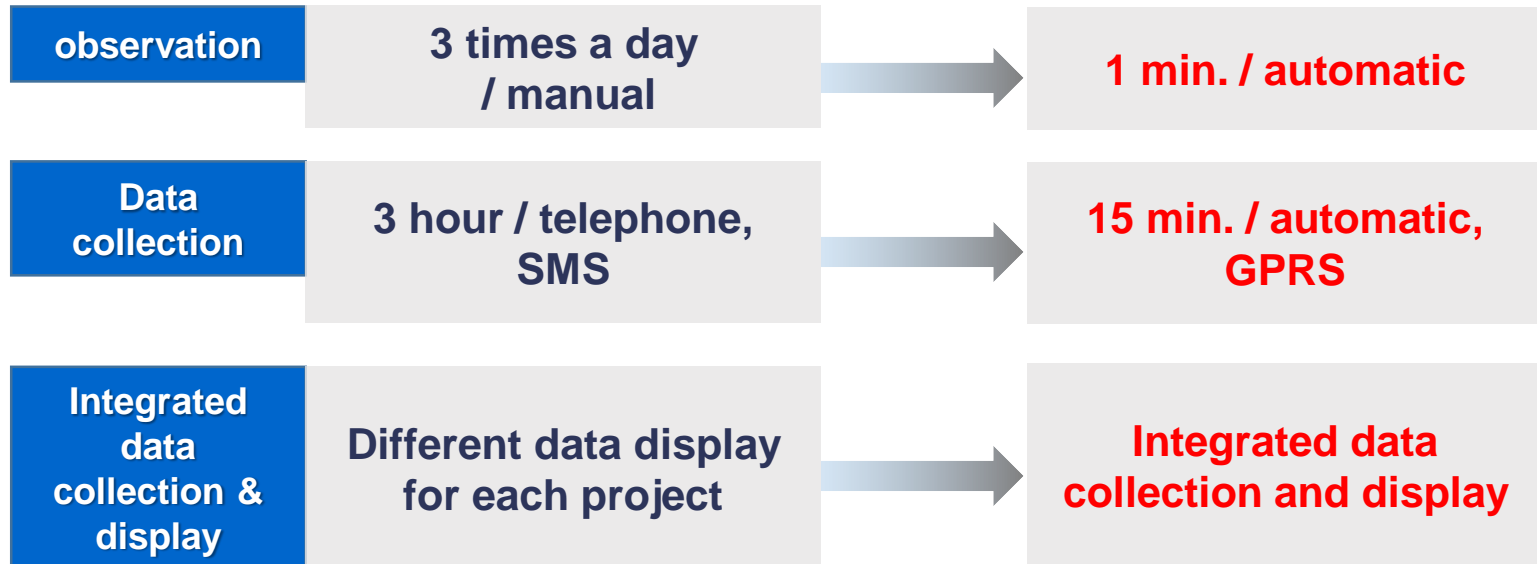 observation
3 times a day
/ manual
1 min. / automatic
Data
collection
3 hour / telephone,
SMS
15 min. / automatic,
GPRS
Integrated
data
collection &
display
Different data display
for each project
Integrated data
collection and display